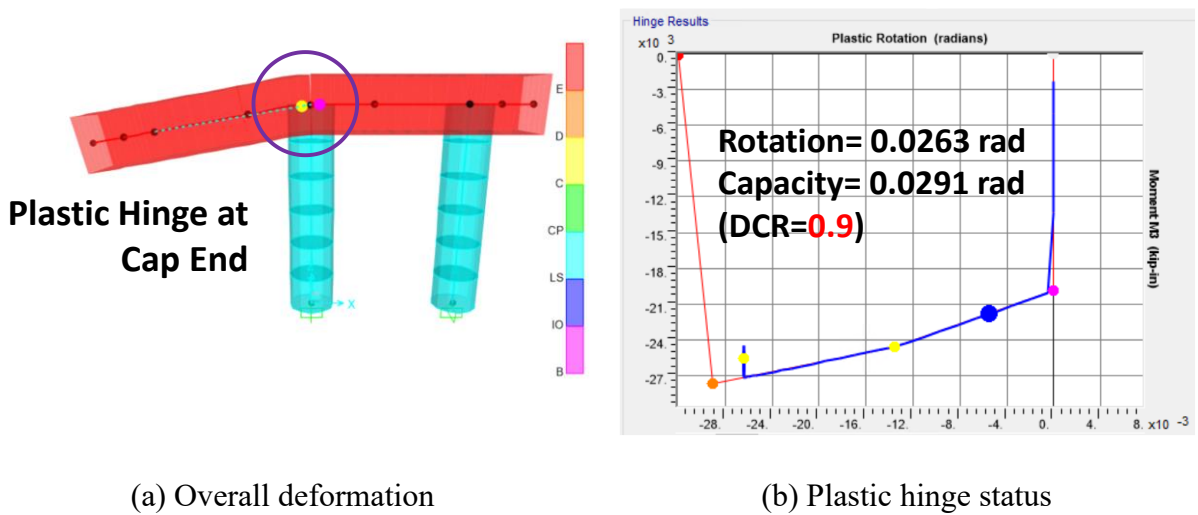 Plastic Hinge at
Cap End
E
D
C
CP
LS
IO
B
X
Hinge Results
x10 3
Plastic Rotation (radians)
0.
-3.
-6.
-9.
-12.
-15.
-18.
-21.
-24.
-27.
Rotation= 0.0263 rad
Capacity= 0.0291 rad
(DCR=0.9)
Moment M3 (kip-in)
-28. -24. -20. -16. -12. -8. -4. 0. 4. 8. x10 -3
(a) Overall deformation
(b) Plastic hinge status